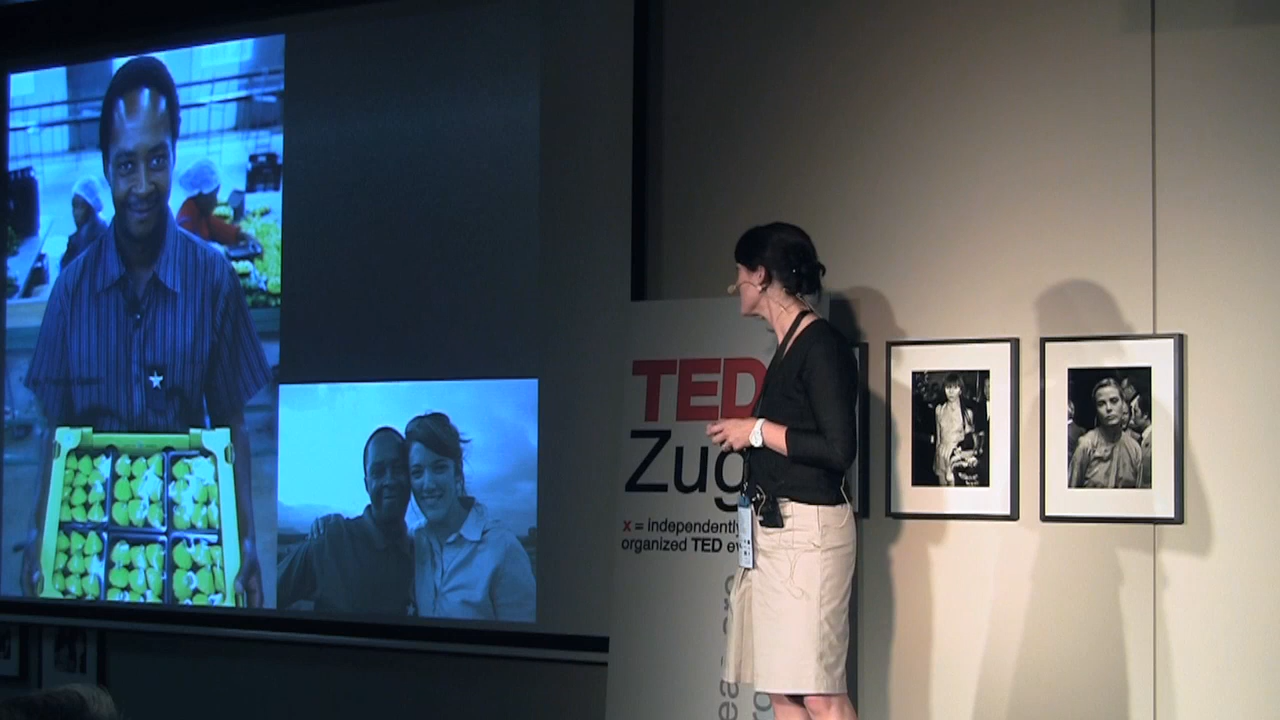 TED
Zug
x = independently
organized TED ev